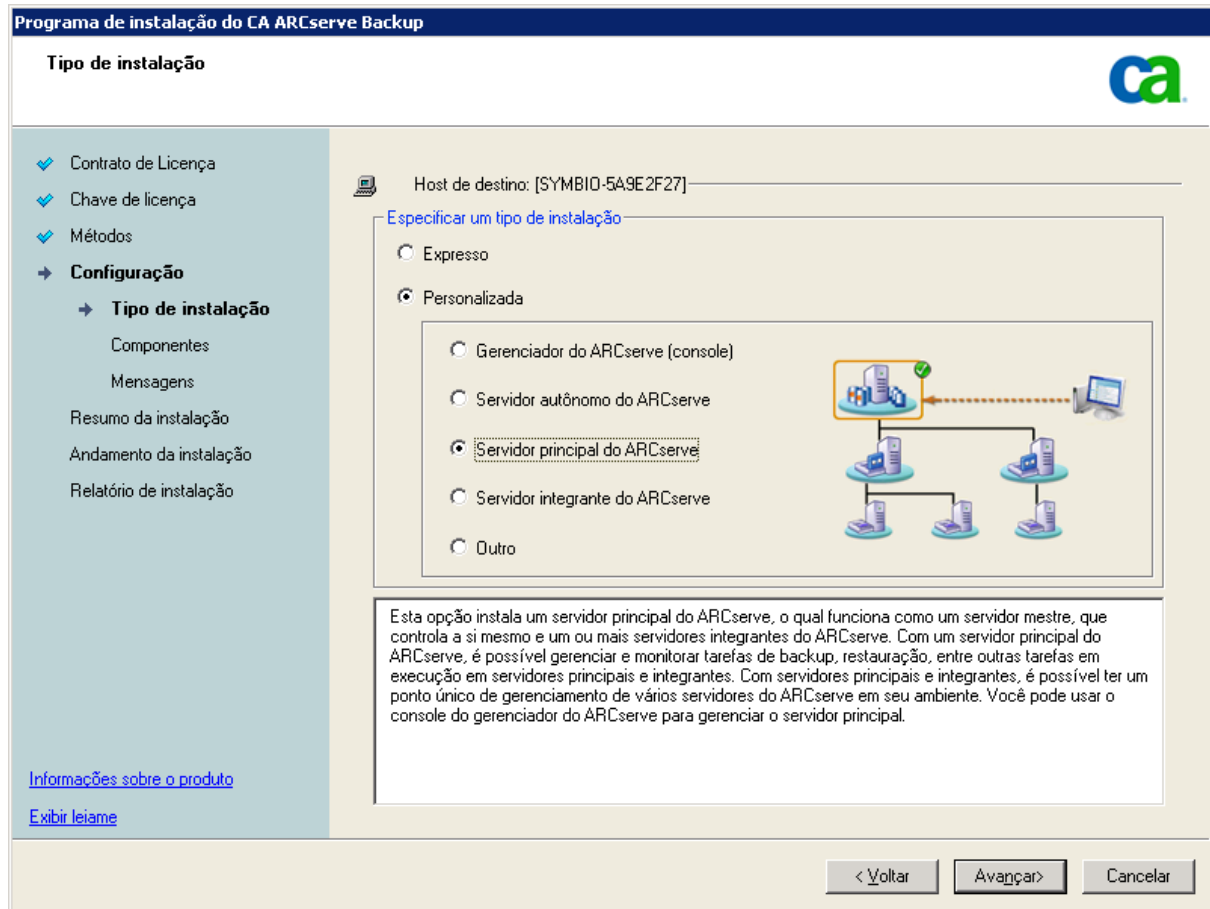 Programa de instalação do CA ARCserve Backup
Tipo de instalação
ca
Contrato de Licença
Chave de licença
Métodos
Configuração
Tipo de instalação
Componentes
Mensagens
Resumo da instalação
Andamento da instalação
Relatório de instalação
Informações sobre o produto
Exibir leiame
Host de destino: [SYMBIO-5A9E2F27]
Especificar um tipo de instalação
Expresso
Personalizada
Gerenciador do ARCserve (console)
Servidor autônomo do ARCserve
Servidor principal do ARCserve
Servidor integrante do ARCserve
Outro
Esta opção instala um servidor principal do ARCserve, o qual funciona como um servidor mestre, que
controla a si mesmo e um ou mais servidores integrantes do ARCserve. Com um servidor principal do
ARCserve, é possível gerenciar e monitorar tarefas de backup, restauração, entre outras tarefas em
execução em servidores principais e integrantes. Com servidores principais e integrantes, é possível ter um
ponto único de gerenciamento de vários servidores do ARCserve em seu ambiente. Você pode usar o
console do gerenciador do ARCserve para gerenciar o servidor principal.
< Voltar
Avançar>
Cancelar